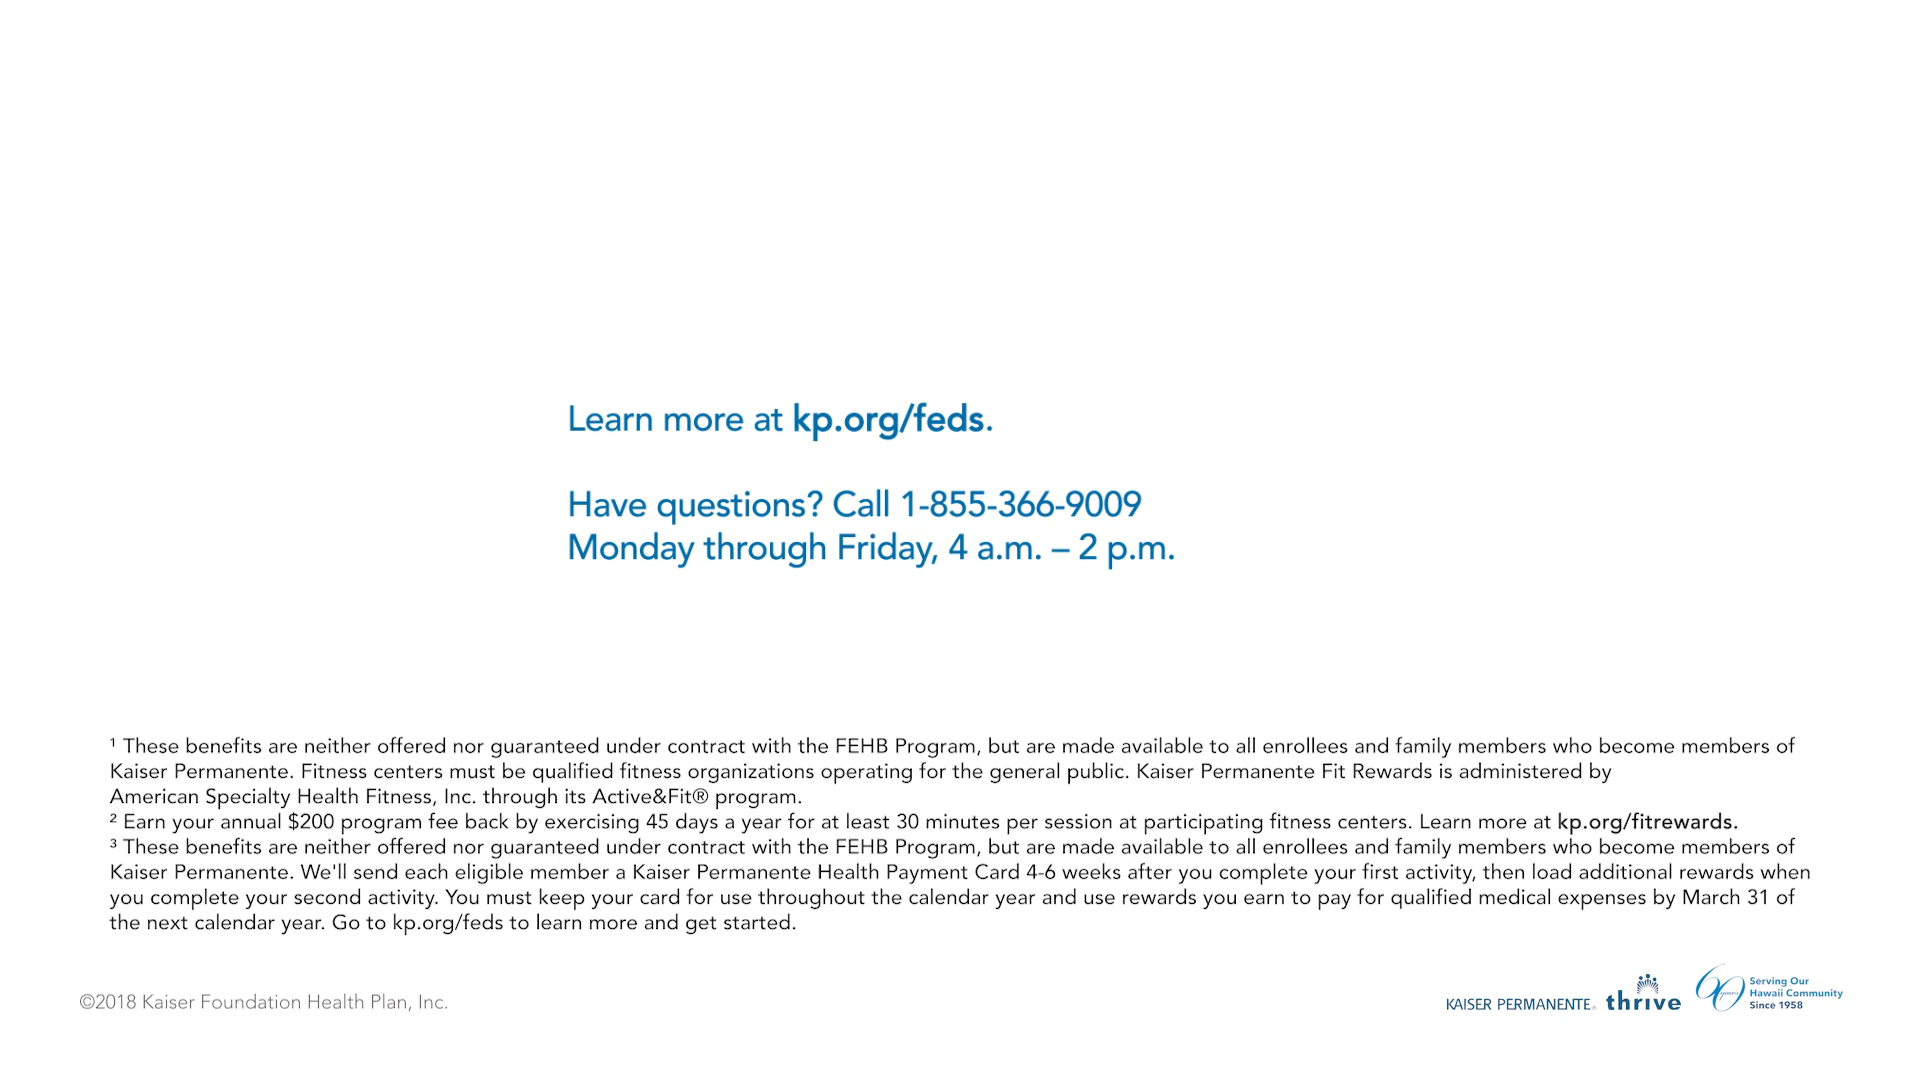 Learn more at kp.org/feds.
Have questions? Call 1-855-366-9009
Monday through Friday, 4 a.m. – 2 p.m.
¹ These benefits are neither offered nor guaranteed under contract with the FEHB Program, but are made available to all enrollees and family members who become members of
Kaiser Permanente. Fitness centers must be qualified fitness organizations operating for the general public. Kaiser Permanente Fit Rewards is administered by
American Specialty Health Fitness, Inc. through its Active&Fit® program.
² Earn your annual $200 program fee back by exercising 45 days a year for at least 30 minutes per session at participating fitness centers. Learn more at kp.org/fitrewards.
³ These benefits are neither offered nor guaranteed under contract with the FEHB Program, but are made available to all enrollees and family members who become members of
Kaiser Permanente. We'll send each eligible member a Kaiser Permanente Health Payment Card 4-6 weeks after you complete your first activity, then load additional rewards when
you complete your second activity. You must keep your card for use throughout the calendar year and use rewards you earn to pay for qualified medical expenses by March 31 of
the next calendar year. Go to kp.org/feds to learn more and get started.
©2018 Kaiser Foundation Health Plan, Inc.
KAISER PERMANENTE® thrive
60 years Serving Our
Hawaii Community
Since 1958